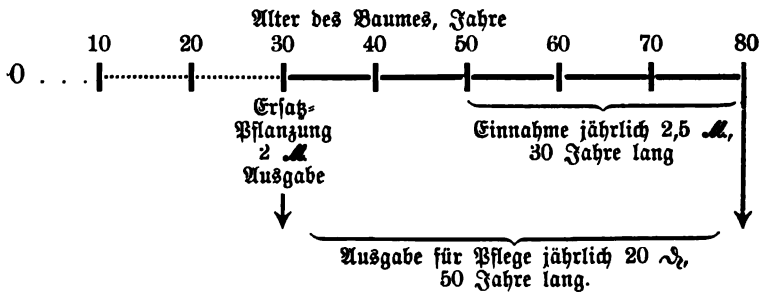 Alter des Baumes, Jahre
10 20 30 40 50 60 70 80
0 . . .
Ersatz-
Pflanzung
2 ℳ
Ausgabe
Einnahme jährlich 2,5 ℳ,
30 Jahre lang
Ausgabe für Pflege jährlich 20 ₰,
50 Jahre lang.